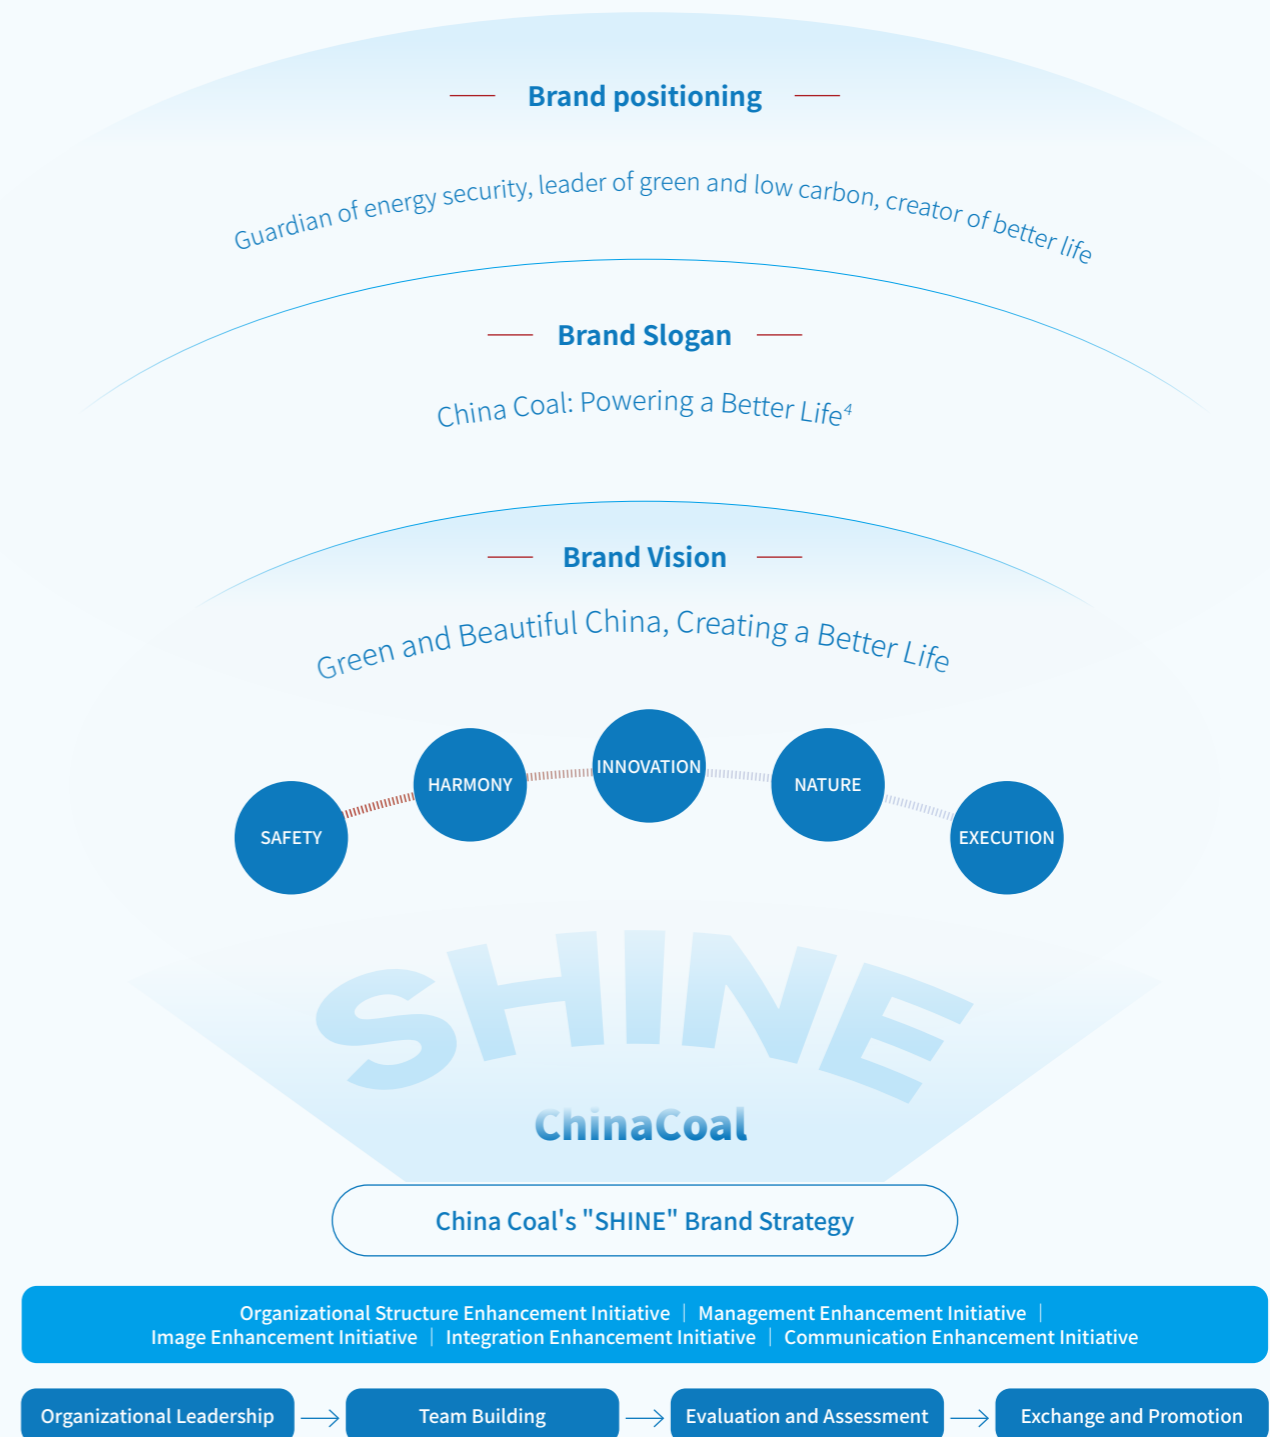 Brand positioning
Guardian of energy security, leader of green and low carbon, creator of better life
Brand Slogan
China Coal: Powering a Better Life⁴
Brand Vision
Green and Beautiful China, Creating a Better Life
SAFETY
HARMONY
INNOVATION
NATURE
EXECUTION
SHINE
ChinaCoal
China Coal's "SHINE" Brand Strategy
Organizational Structure Enhancement Initiative | Management Enhancement Initiative |
Image Enhancement Initiative | Integration Enhancement Initiative | Communication Enhancement Initiative
Organizational Leadership
Team Building
Evaluation and Assessment
Exchange and Promotion